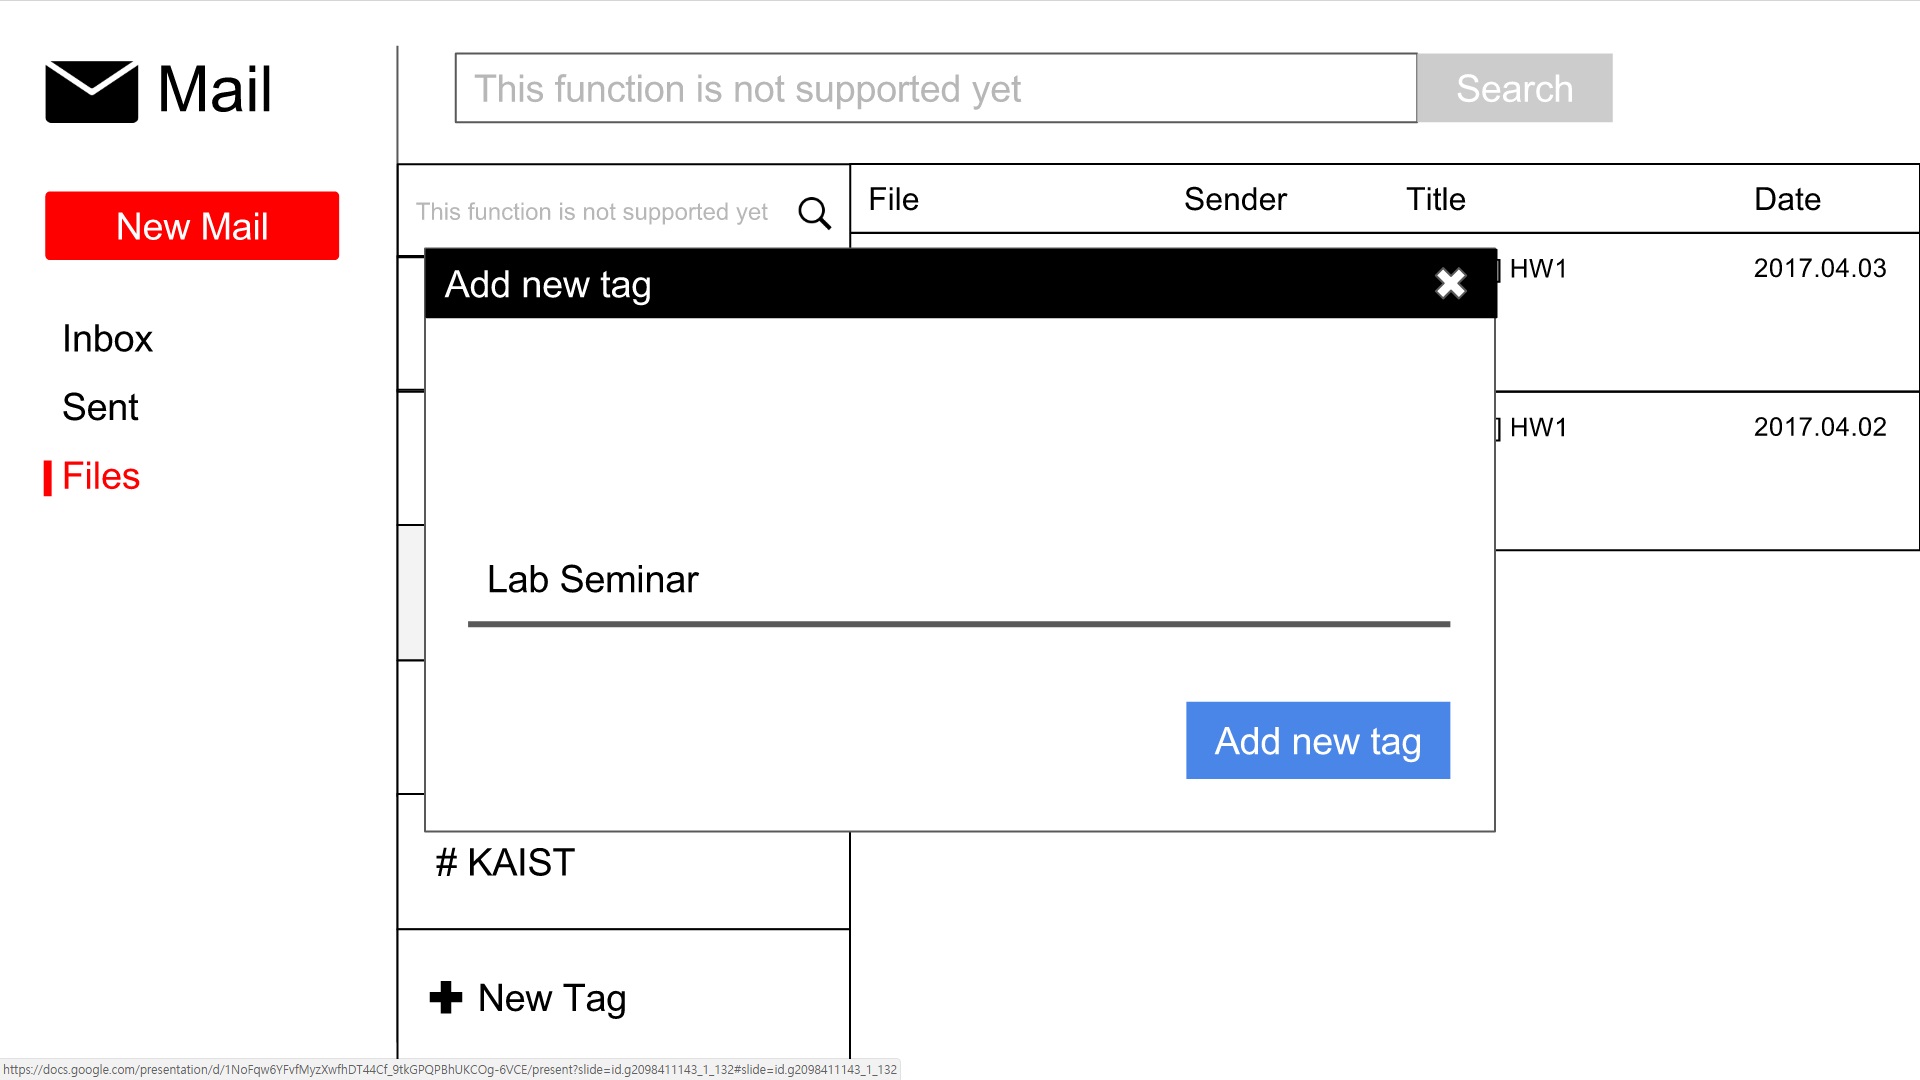 Mail
This function is not supported yet
Search
New Mail
Inbox
Sent
Files
This function is not supported yet
File Sender Title Date
] HW1 2017.04.03
] HW1 2017.04.02
Add new tag
Lab Seminar
Add new tag
# KAIST
New Tag
https://docs.google.com/presentation/d/1NoFqw6YFvfMyzXwfhDT44Cf_9tkGPQPBhUKCOg-6VCE/present?slide=id.g2098411143_1_132#slide=id.g2098411143_1_132